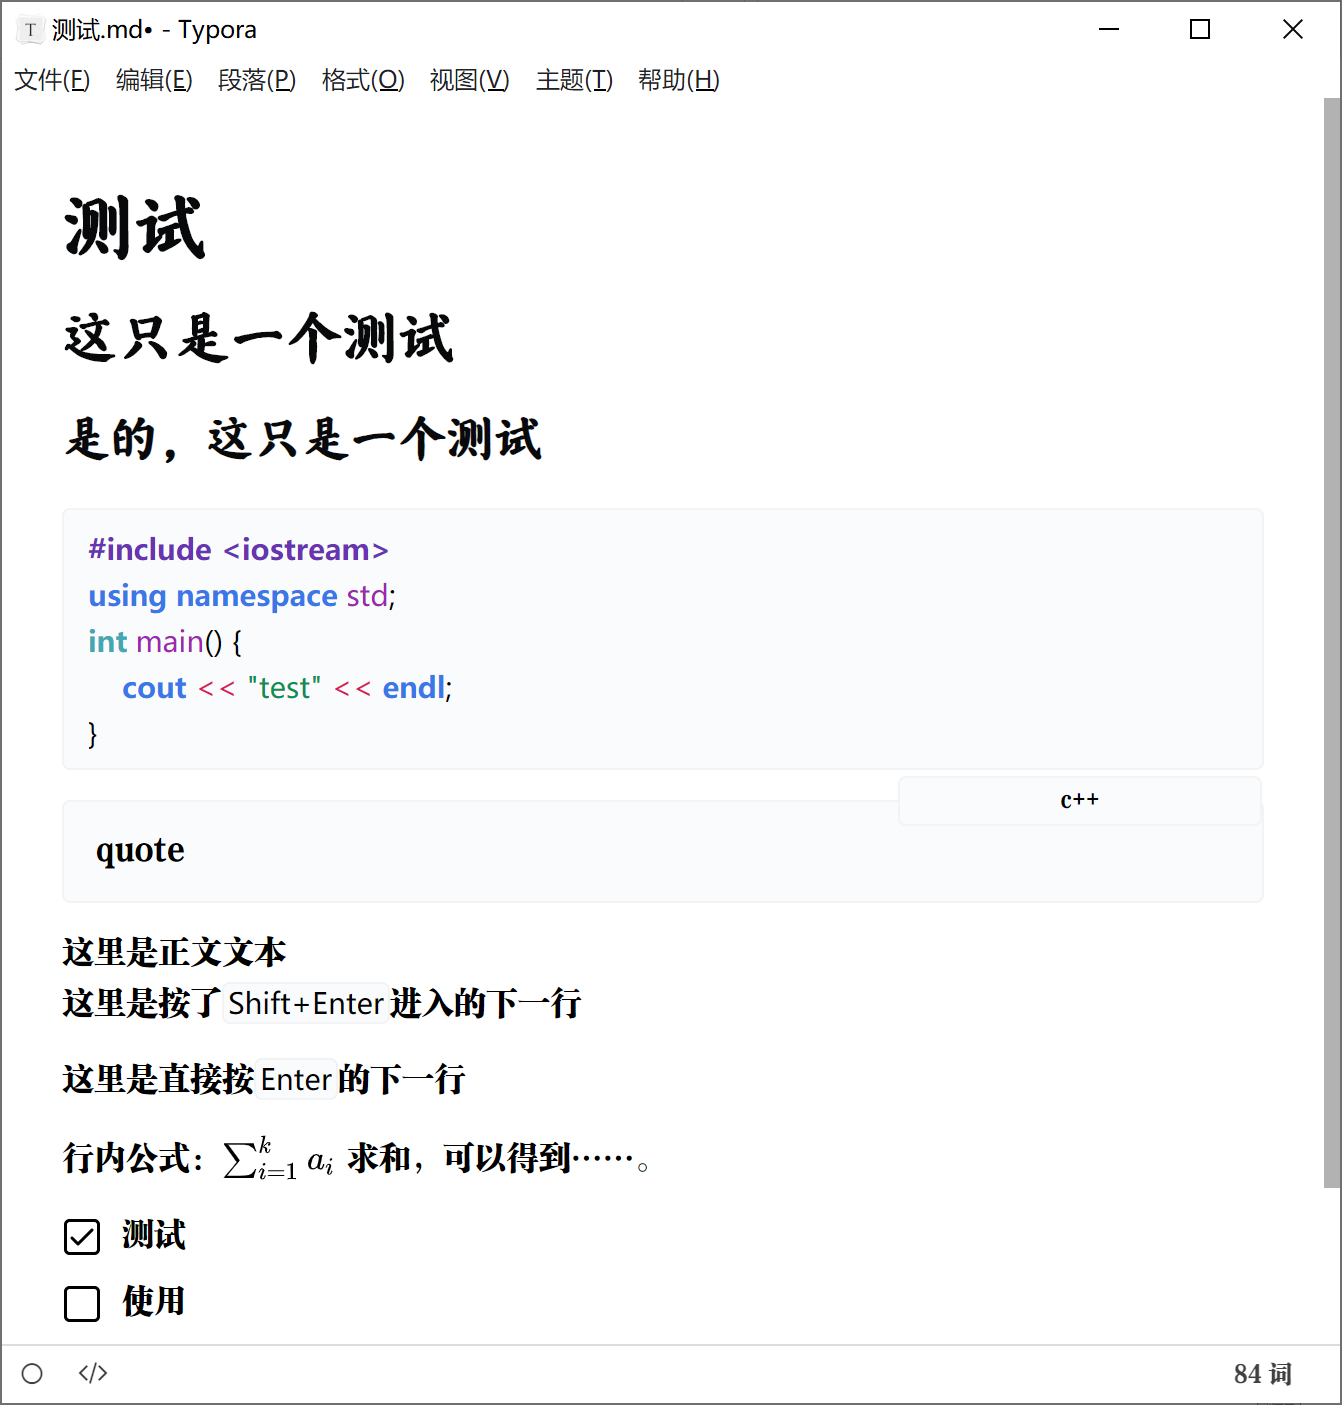 T 测试.md• - Typora
文件(F) 编辑(E) 段落(P) 格式(O) 视图(V) 主题(T) 帮助(H)
测试
这只是一个测试
是的，这只是一个测试
#include <iostream>
using namespace std;
int main() {
    cout << "test" << endl;
}
c++
quote
这里是正文文本
这里是按了Shift+Enter进入的下一行
这里是直接按Enter的下一行
行内公式：∑_{i=1}^{k} a_i 求和，可以得到……。
测试
使用
</> 84 词